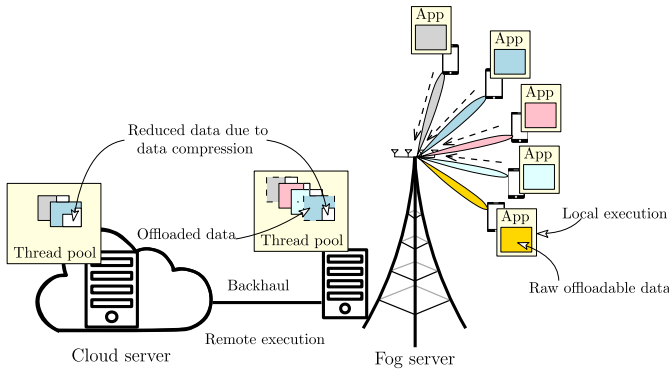 App
App
App
App
App
Reduced data due to
data compression
Thread pool
Thread pool
Offloaded data
Local execution
Raw offloadable data
Backhaul
Remote execution
Cloud server
Fog server